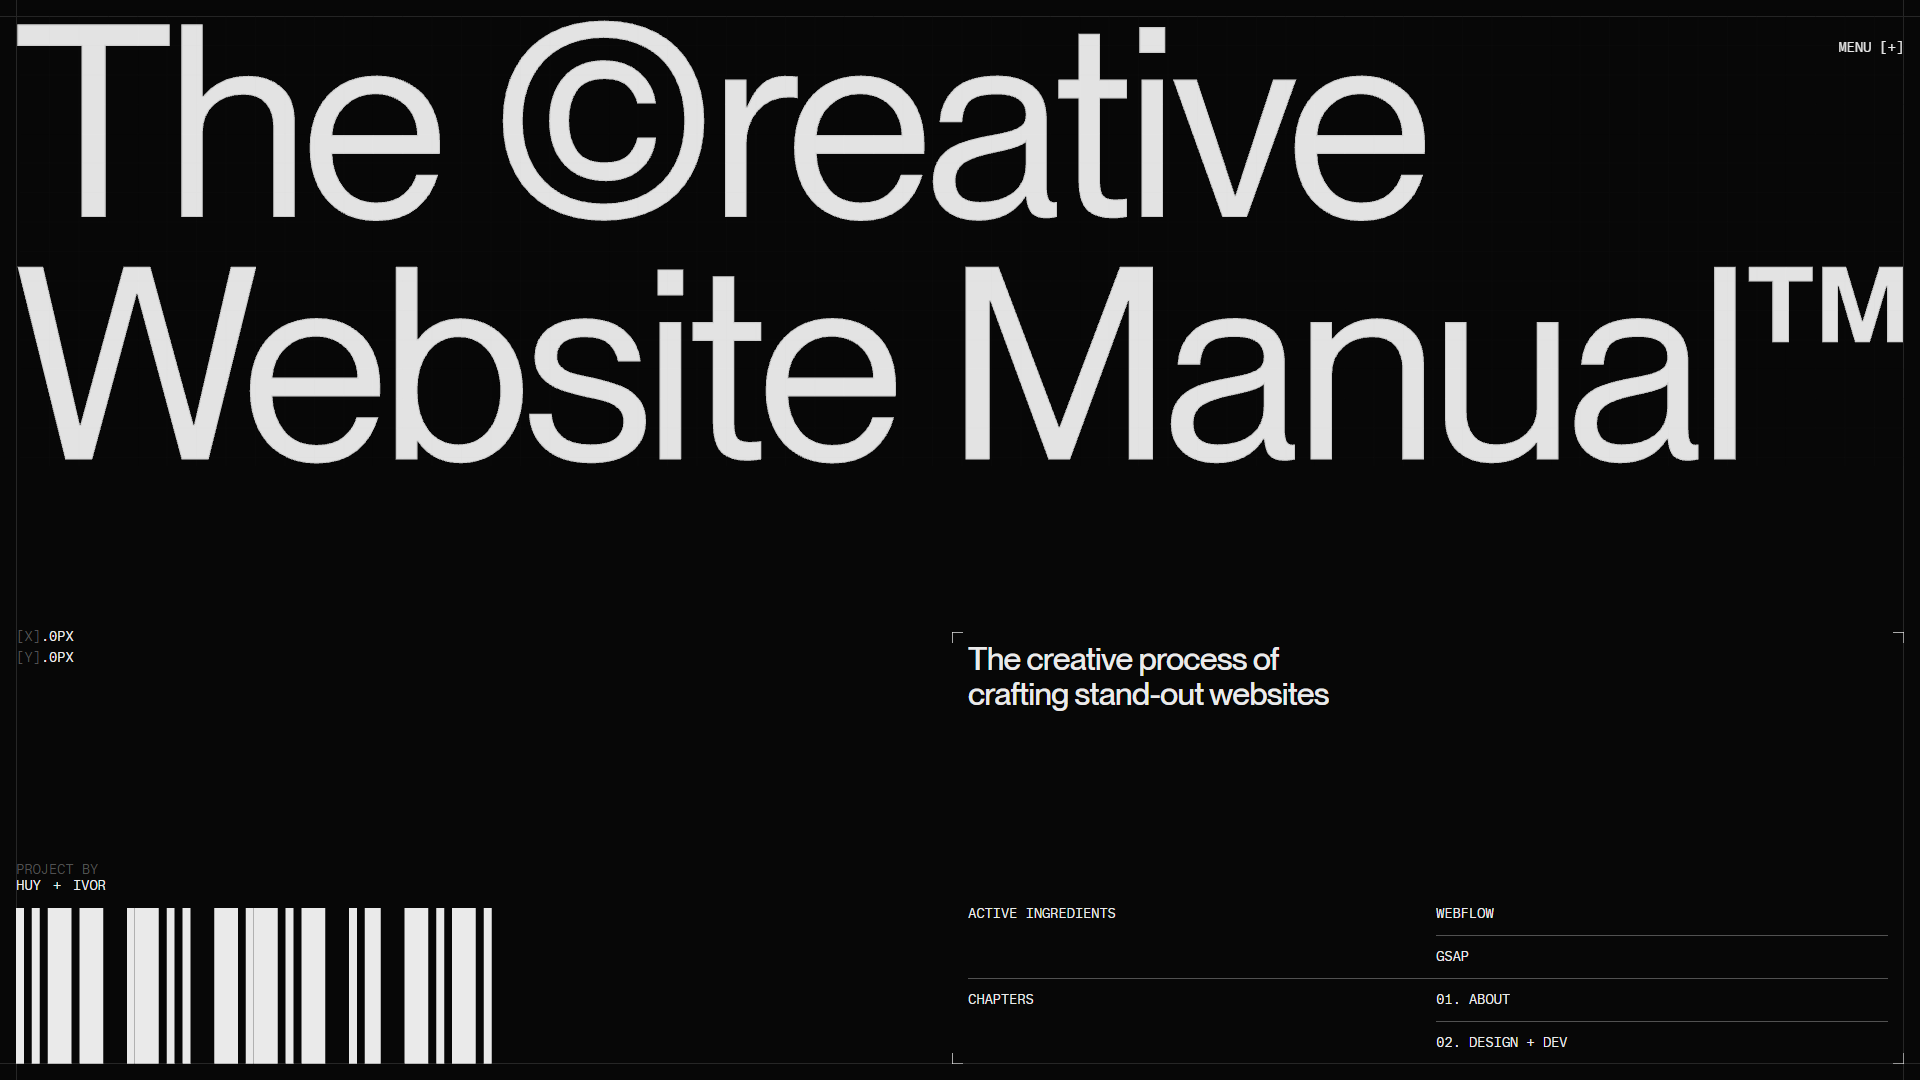 The ©reative
MENU [+]
Website Manual™
[X].0PX
[Y].0PX
The creative process of
crafting stand-out websites
PROJECT BY
HUY + IVOR
ACTIVE INGREDIENTS
WEBFLOW
GSAP
CHAPTERS
01. ABOUT
02. DESIGN + DEV